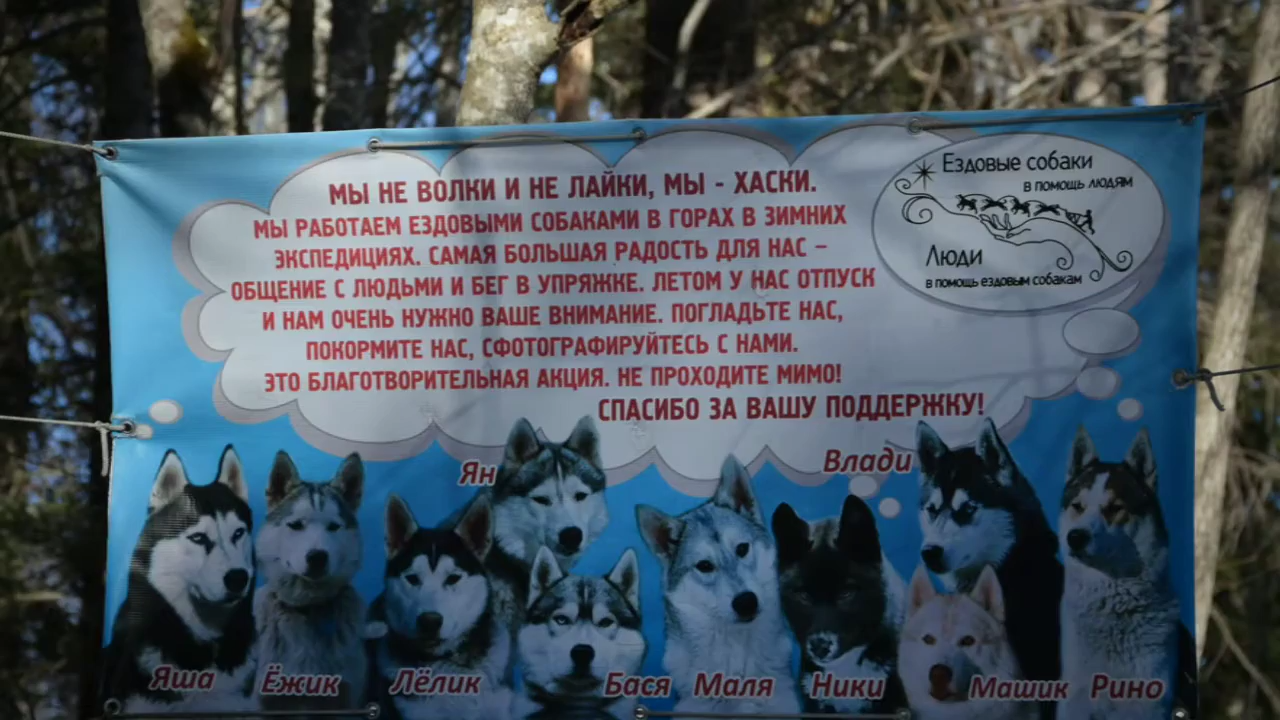 МЫ НЕ ВОЛКИ И НЕ ЛАЙКИ, МЫ - ХАСКИ.
МЫ РАБОТАЕМ ЕЗДОВЫМИ СОБАКАМИ В ГОРАХ В ЗИМНИХ
ЭКСПЕДИЦИЯХ. САМАЯ БОЛЬШАЯ РАДОСТЬ ДЛЯ НАС –
ОБЩЕНИЕ С ЛЮДЬМИ И БЕГ В УПРЯЖКЕ. ЛЕТОМ У НАС ОТПУСК
И НАМ ОЧЕНЬ НУЖНО ВАШЕ ВНИМАНИЕ. ПОГЛАДЬТЕ НАС,
ПОКОРМИТЕ НАС, СФОТОГРАФИРУЙТЕСЬ С НАМИ.
ЭТО БЛАГОТВОРИТЕЛЬНАЯ АКЦИЯ. НЕ ПРОХОДИТЕ МИМО!
СПАСИБО ЗА ВАШУ ПОДДЕРЖКУ!
Ездовые собаки
в помощь людям
Люди
в помощь ездовым собакам
Ян
Влади
Яша
Ёжик
Лёлик
Бася
Маля
Ники
Машик
Рино